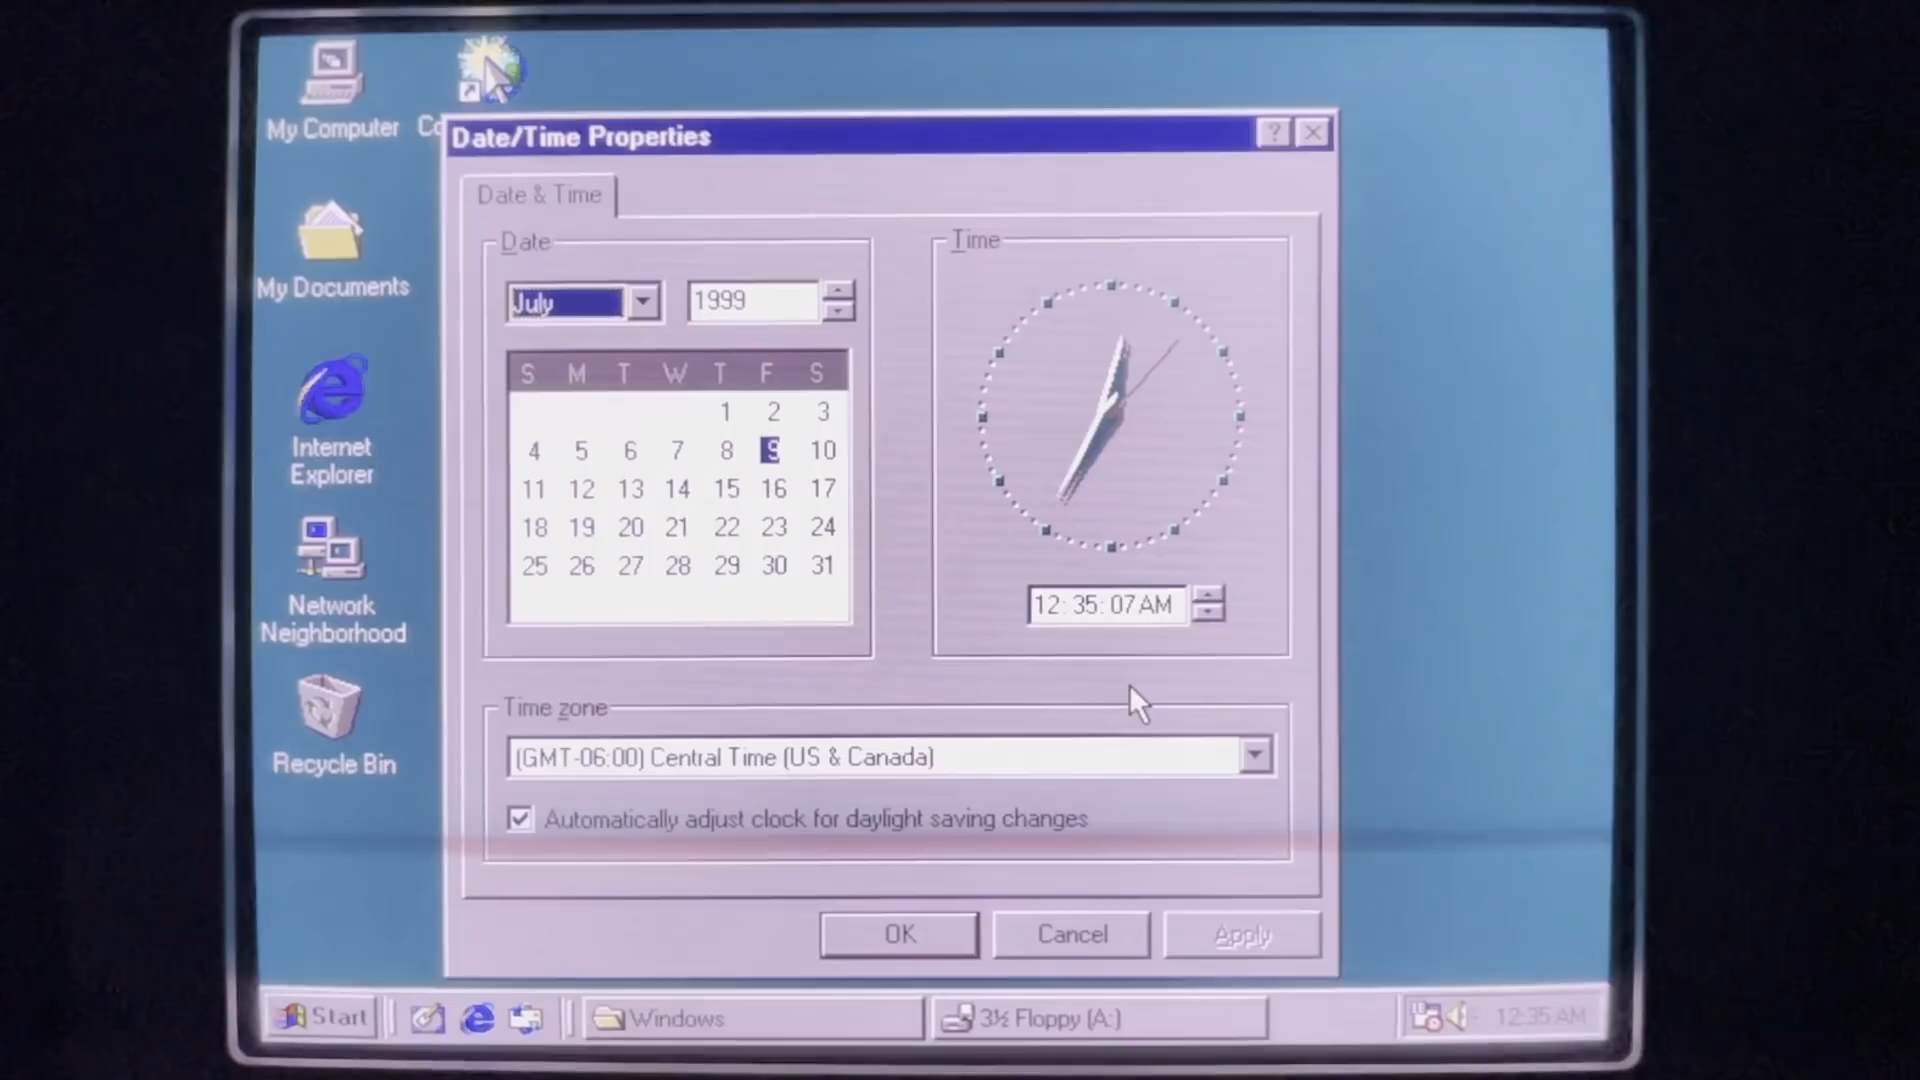 My Computer
Co
Date/Time Properties
Date & Time
Date
Time
July
1999
S M T W T F S
1 2 3
4 5 6 7 8 9 10
11 12 13 14 15 16 17
18 19 20 21 22 23 24
25 26 27 28 29 30 31
12:35:07 AM
Time zone
(GMT-06:00) Central Time (US & Canada)
Automatically adjust clock for daylight saving changes
OK
Cancel
Apply
My Documents
Internet
Explorer
Network
Neighborhood
Recycle Bin
Start
Windows
3½ Floppy (A:)
12:35 AM